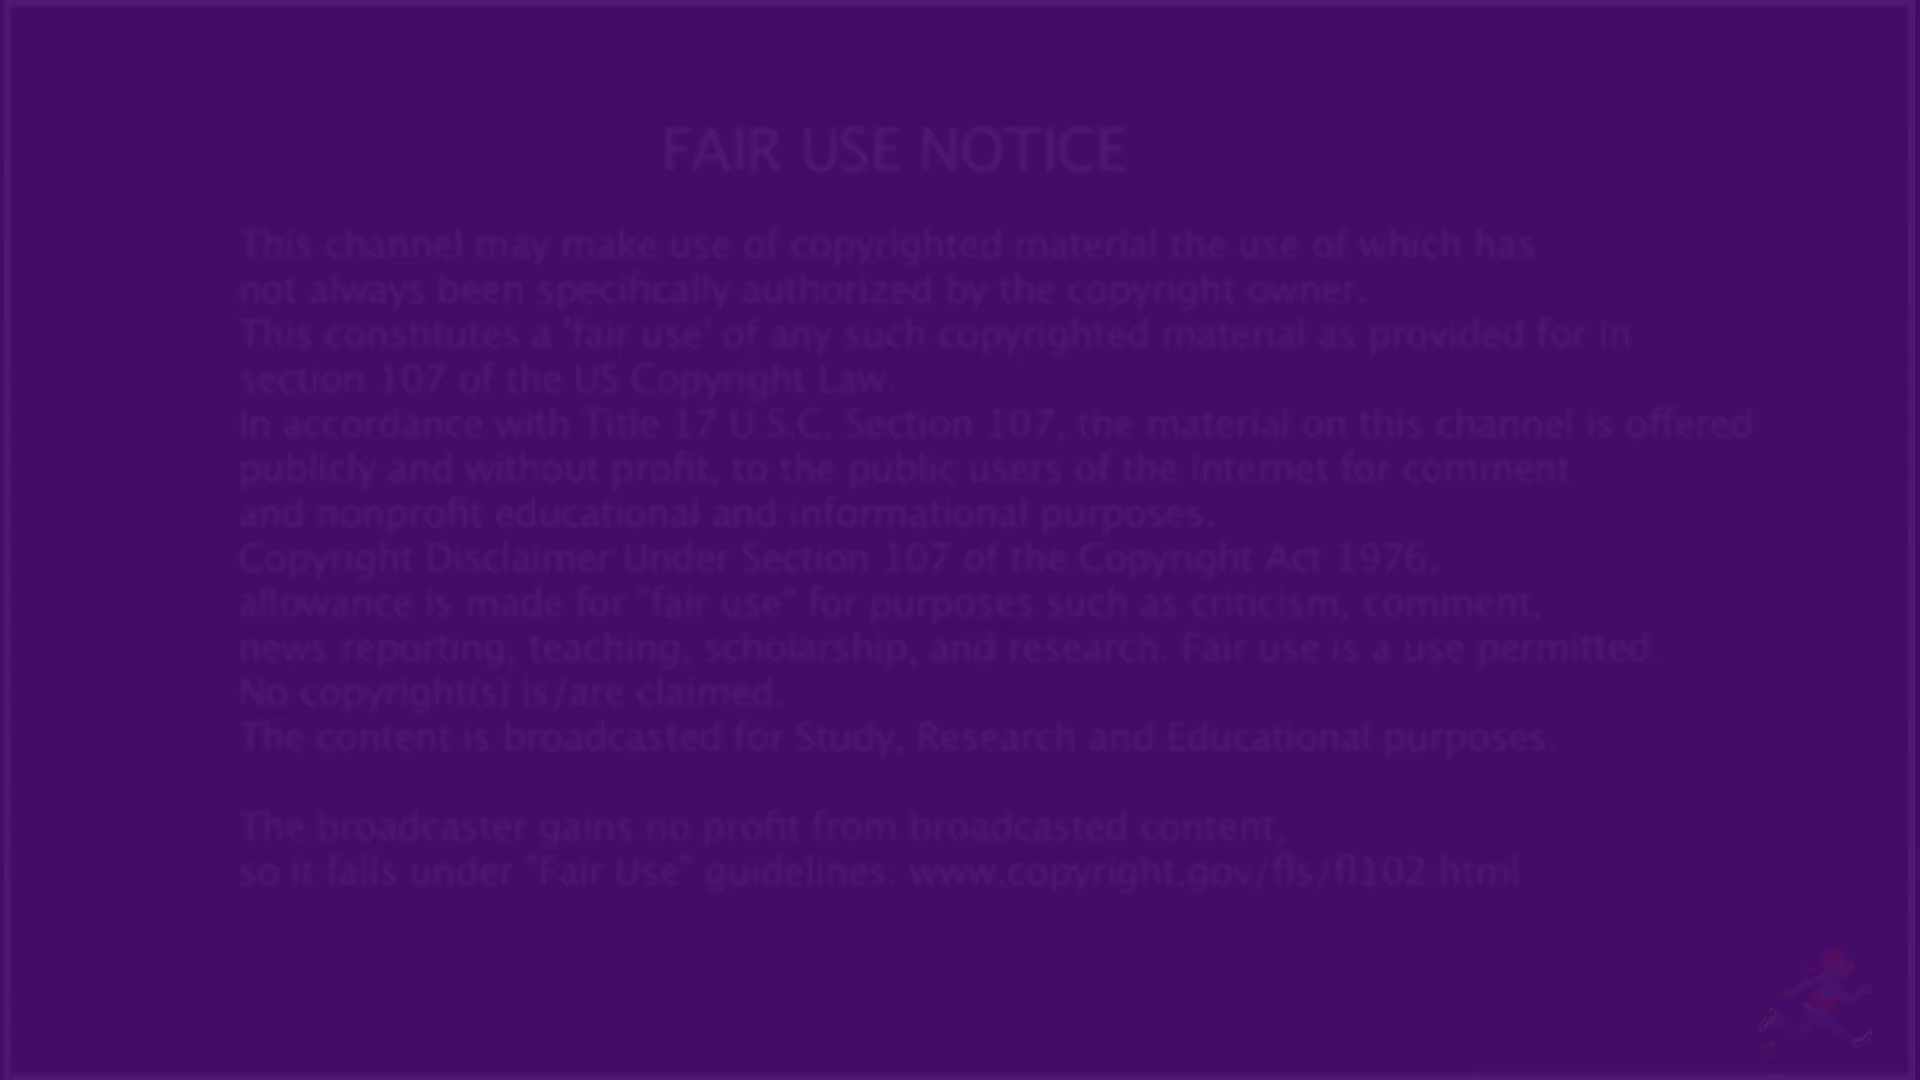 FAIR USE NOTICE
This channel may make use of copyrighted material the use of which has
not always been specifically authorized by the copyright owner.
This constitutes a 'fair use' of any such copyrighted material as provided for in
section 107 of the US Copyright Law.
In accordance with Title 17 U.S.C. Section 107, the material on this channel is offered
publicly and without profit, to the public users of the internet for comment
and nonprofit educational and informational purposes.
Copyright Disclaimer Under Section 107 of the Copyright Act 1976,
allowance is made for "fair use" for purposes such as criticism, comment,
news reporting, teaching, scholarship, and research. Fair use is a use permitted.
No copyright(s) is/are claimed.
The content is broadcasted for Study, Research and Educational purposes.
The broadcaster gains no profit from broadcasted content,
so it falls under "Fair Use" guidelines: www.copyright.gov/fls/fl102.html